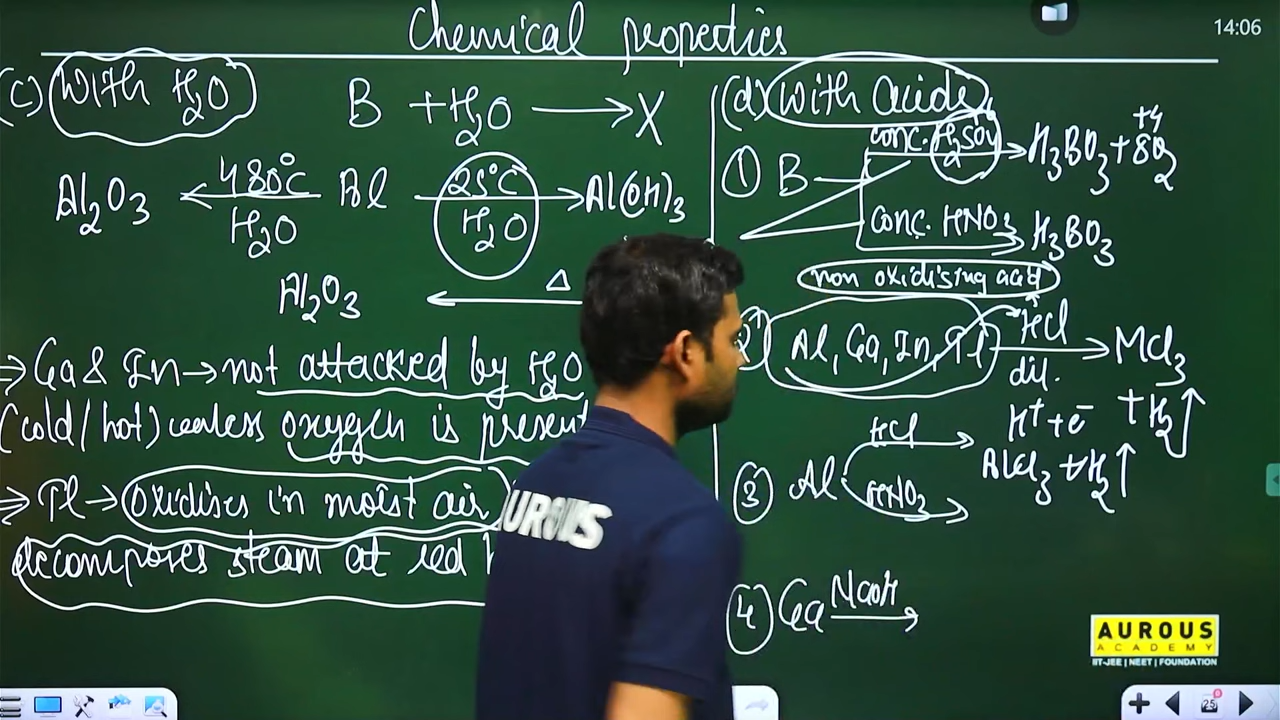 Chemical properties
14:06
(c) With H2O
B + H2O → X
Al2O3 ← 480°C H2O Al 25°C H2O → Al(OH)3
Al2O3 ← Δ
⇒ Ga & In → not attacked by H2O
(cold/hot) unless oxygen is present
⇒ Tl → oxidises in moist air
decomposes steam at red
(d) With acids
① B conc. H2SO4 → H3BO3 + SO2 +4
conc. HNO3 → H3BO3
non oxidising acid
Al, Ga, In, Tl HCl dil. → MCl3 + H2↑
H+ + e-
③ Al HCl → AlCl3 + H2↑
HNO3 →
④ Ga NaOH →
AUROUS
AUROUS
ACADEMY
IIT-JEE | NEET | FOUNDATION
25